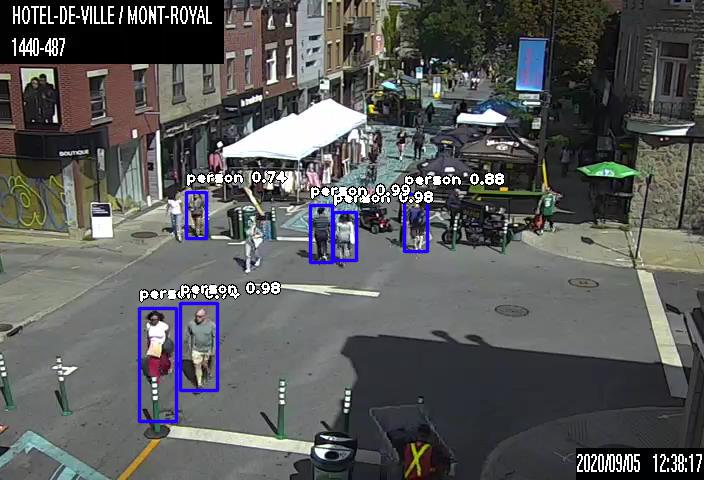 HOTEL-DE-VILLE / MONT-ROYAL
1440-487
BOUTIQUE
person 0.74
person 0.99
person 0.98
person 0.88
person 0.98
2020/09/05 12:38:17